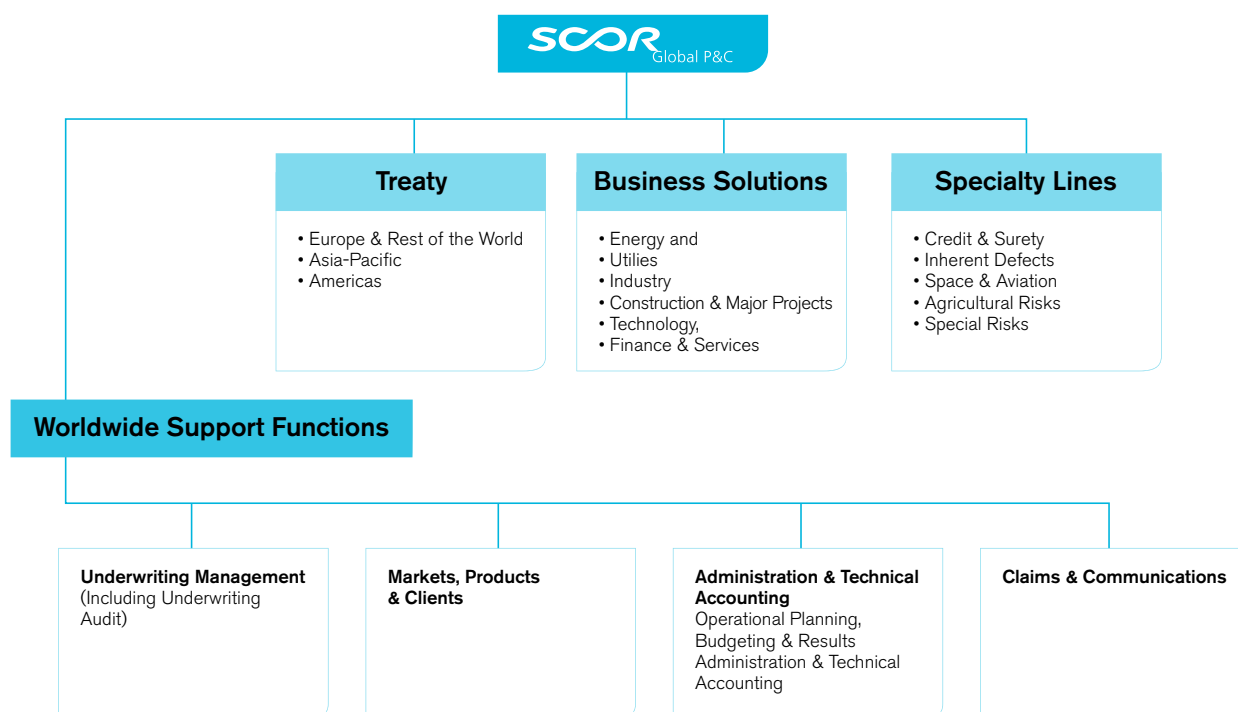 SCOR
Global P&C
Treaty
• Europe & Rest of the World
• Asia-Pacific
• Americas
Business Solutions
• Energy and
• Utilies
• Industry
• Construction & Major Projects
• Technology,
• Finance & Services
Specialty Lines
• Credit & Surety
• Inherent Defects
• Space & Aviation
• Agricultural Risks
• Special Risks
Worldwide Support Functions
Underwriting Management
(Including Underwriting
Audit)
Markets, Products
& Clients
Administration & Technical
Accounting
Operational Planning,
Budgeting & Results
Administration & Technical
Accounting
Claims & Communications